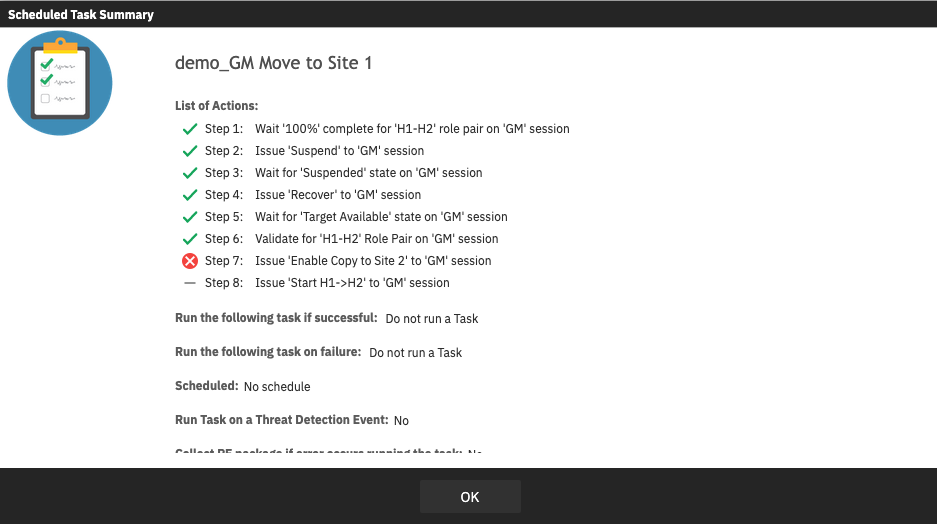 Scheduled Task Summary
demo_GM Move to Site 1
List of Actions:
Step 1: Wait '100%' complete for 'H1-H2' role pair on 'GM' session
Step 2: Issue 'Suspend' to 'GM' session
Step 3: Wait for 'Suspended' state on 'GM' session
Step 4: Issue 'Recover' to 'GM' session
Step 5: Wait for 'Target Available' state on 'GM' session
Step 6: Validate for 'H1-H2' Role Pair on 'GM' session
Step 7: Issue 'Enable Copy to Site 2' to 'GM' session
Step 8: Issue 'Start H1->H2' to 'GM' session
Run the following task if successful: Do not run a Task
Run the following task on failure: Do not run a Task
Scheduled: No schedule
Run Task on a Threat Detection Event: No
Collect PE package if error occurs running the task: No
OK